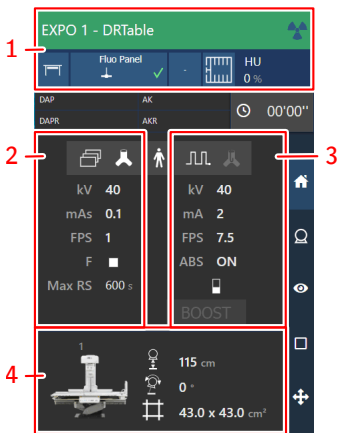 EXPO 1 - DRTable
1
Fluo Panel
HU
0 %
DAP
AK
DAPR
AKR
00'00''
2
3
kV 40
kV 40
mAs 0.1
mA 2
FPS 1
FPS 7.5
F
ABS ON
Max RS 600 s
BOOST
4
1
115 cm
0 °
43.0 x 43.0 cm²